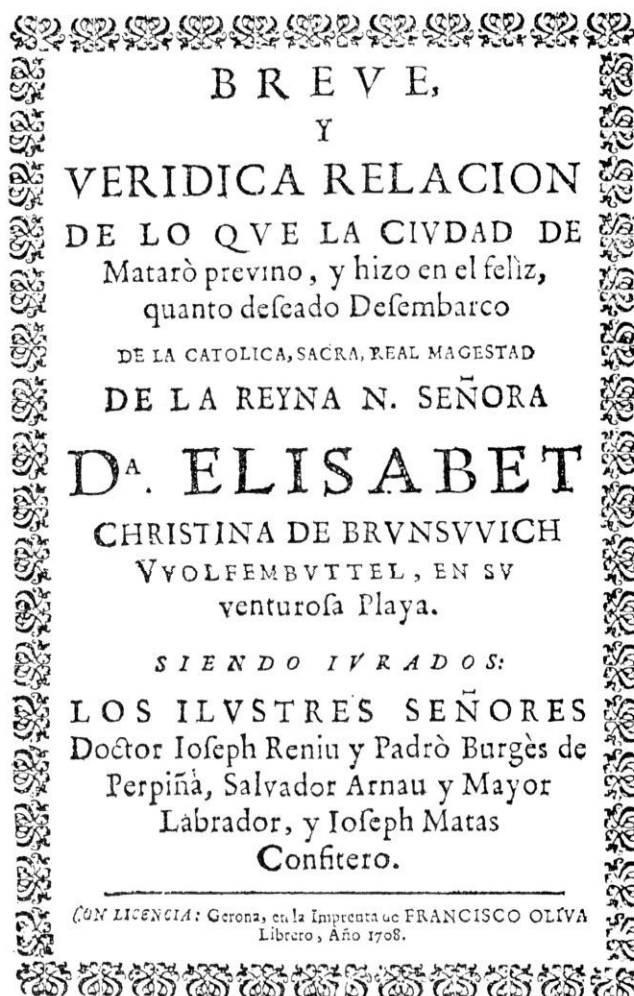 BREVE,
Y
VERIDICA RELACION
DE LO QVE LA CIVDAD DE
Matarò previno, y hizo en el felìz,
quanto deſeado Deſembarco
DE LA CATOLICA, SACRA, REAL MAGESTAD
DE LA REYNA N. SEÑORA
Dᴬ. ELISABET
CHRISTINA DE BRVNSVVICH
VVOLFEMBVTTEL, EN SV
venturoſa Playa.
SIENDO IVRADOS:
LOS ILVSTRES SEÑORES
Doctor Ioſeph Reniu y Padrò Burgès de
Perpiñà, Salvador Arnau y Mayor
Labrador, y Ioſeph Matas
Confitero.
CON LICENCIA: Gerona, en la Imprenta de FRANCISCO OLIVA
Librero, Año 1708.